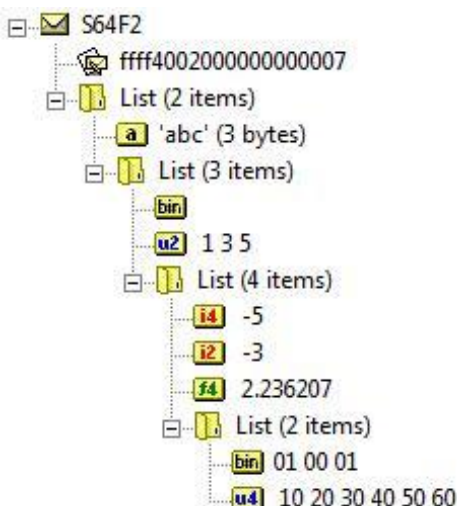 S64F2
ffff4002000000000007
List (2 items)
a 'abc' (3 bytes)
List (3 items)
bin
u2 1 3 5
List (4 items)
i4 -5
i2 -3
f4 2.236207
List (2 items)
bin 01 00 01
u4 10 20 30 40 50 60